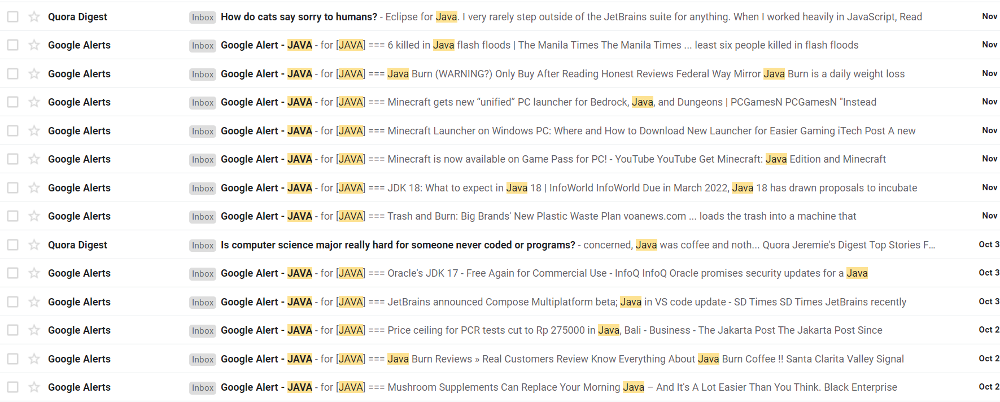 Quora Digest Inbox How do cats say sorry to humans? - Eclipse for Java. I very rarely step outside of the JetBrains suite for anything. When I worked heavily in JavaScript, Read Nov
Google Alerts Inbox Google Alert - JAVA - for [JAVA] === 6 killed in Java flash floods | The Manila Times The Manila Times ... least six people killed in flash floods Nov
Google Alerts Inbox Google Alert - JAVA - for [JAVA] === Java Burn (WARNING?) Only Buy After Reading Honest Reviews Federal Way Mirror Java Burn is a daily weight loss Nov
Google Alerts Inbox Google Alert - JAVA - for [JAVA] === Minecraft gets new “unified” PC launcher for Bedrock, Java, and Dungeons | PCGamesN PCGamesN "Instead Nov
Google Alerts Inbox Google Alert - JAVA - for [JAVA] === Minecraft Launcher on Windows PC: Where and How to Download New Launcher for Easier Gaming iTech Post A new Nov
Google Alerts Inbox Google Alert - JAVA - for [JAVA] === Minecraft is now available on Game Pass for PC! - YouTube YouTube Get Minecraft: Java Edition and Minecraft Nov
Google Alerts Inbox Google Alert - JAVA - for [JAVA] === JDK 18: What to expect in Java 18 | InfoWorld InfoWorld Due in March 2022, Java 18 has drawn proposals to incubate Nov
Google Alerts Inbox Google Alert - JAVA - for [JAVA] === Trash and Burn: Big Brands' New Plastic Waste Plan voanews.com ... loads the trash into a machine that Nov
Quora Digest Inbox Is computer science major really hard for someone never coded or programs? - concerned, Java was coffee and noth... Quora Jeremie's Digest Top Stories F... Oct 3
Google Alerts Inbox Google Alert - JAVA - for [JAVA] === Oracle's JDK 17 - Free Again for Commercial Use - InfoQ InfoQ Oracle promises security updates for a Java Oct 3
Google Alerts Inbox Google Alert - JAVA - for [JAVA] === JetBrains announced Compose Multiplatform beta; Java in VS code update - SD Times SD Times JetBrains recently Oct 3
Google Alerts Inbox Google Alert - JAVA - for [JAVA] === Price ceiling for PCR tests cut to Rp 275000 in Java, Bali - Business - The Jakarta Post The Jakarta Post Since Oct 2
Google Alerts Inbox Google Alert - JAVA - for [JAVA] === Java Burn Reviews » Real Customers Review Know Everything About Java Burn Coffee !! Santa Clarita Valley Signal Oct 2
Google Alerts Inbox Google Alert - JAVA - for [JAVA] === Mushroom Supplements Can Replace Your Morning Java – And It's A Lot Easier Than You Think. Black Enterprise Oct 2